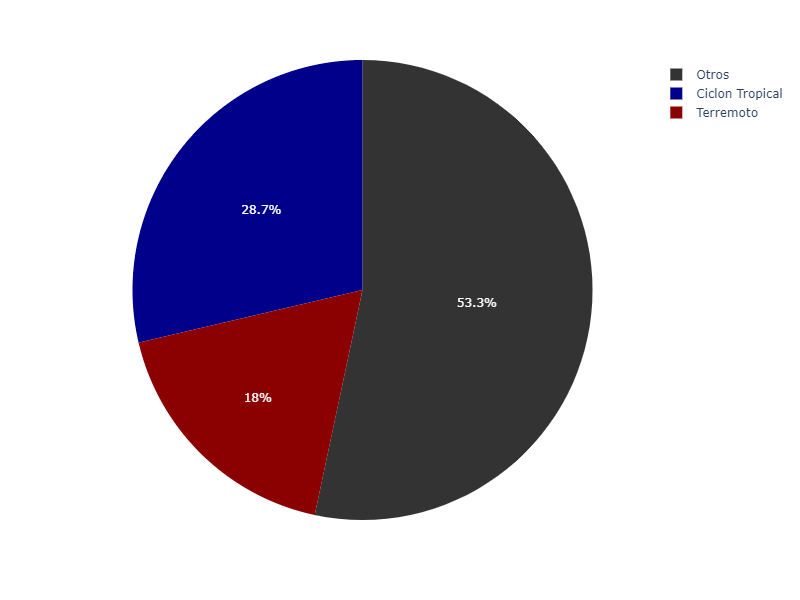 Otros
Ciclon Tropical
Terremoto
28.7%
53.3%
18%